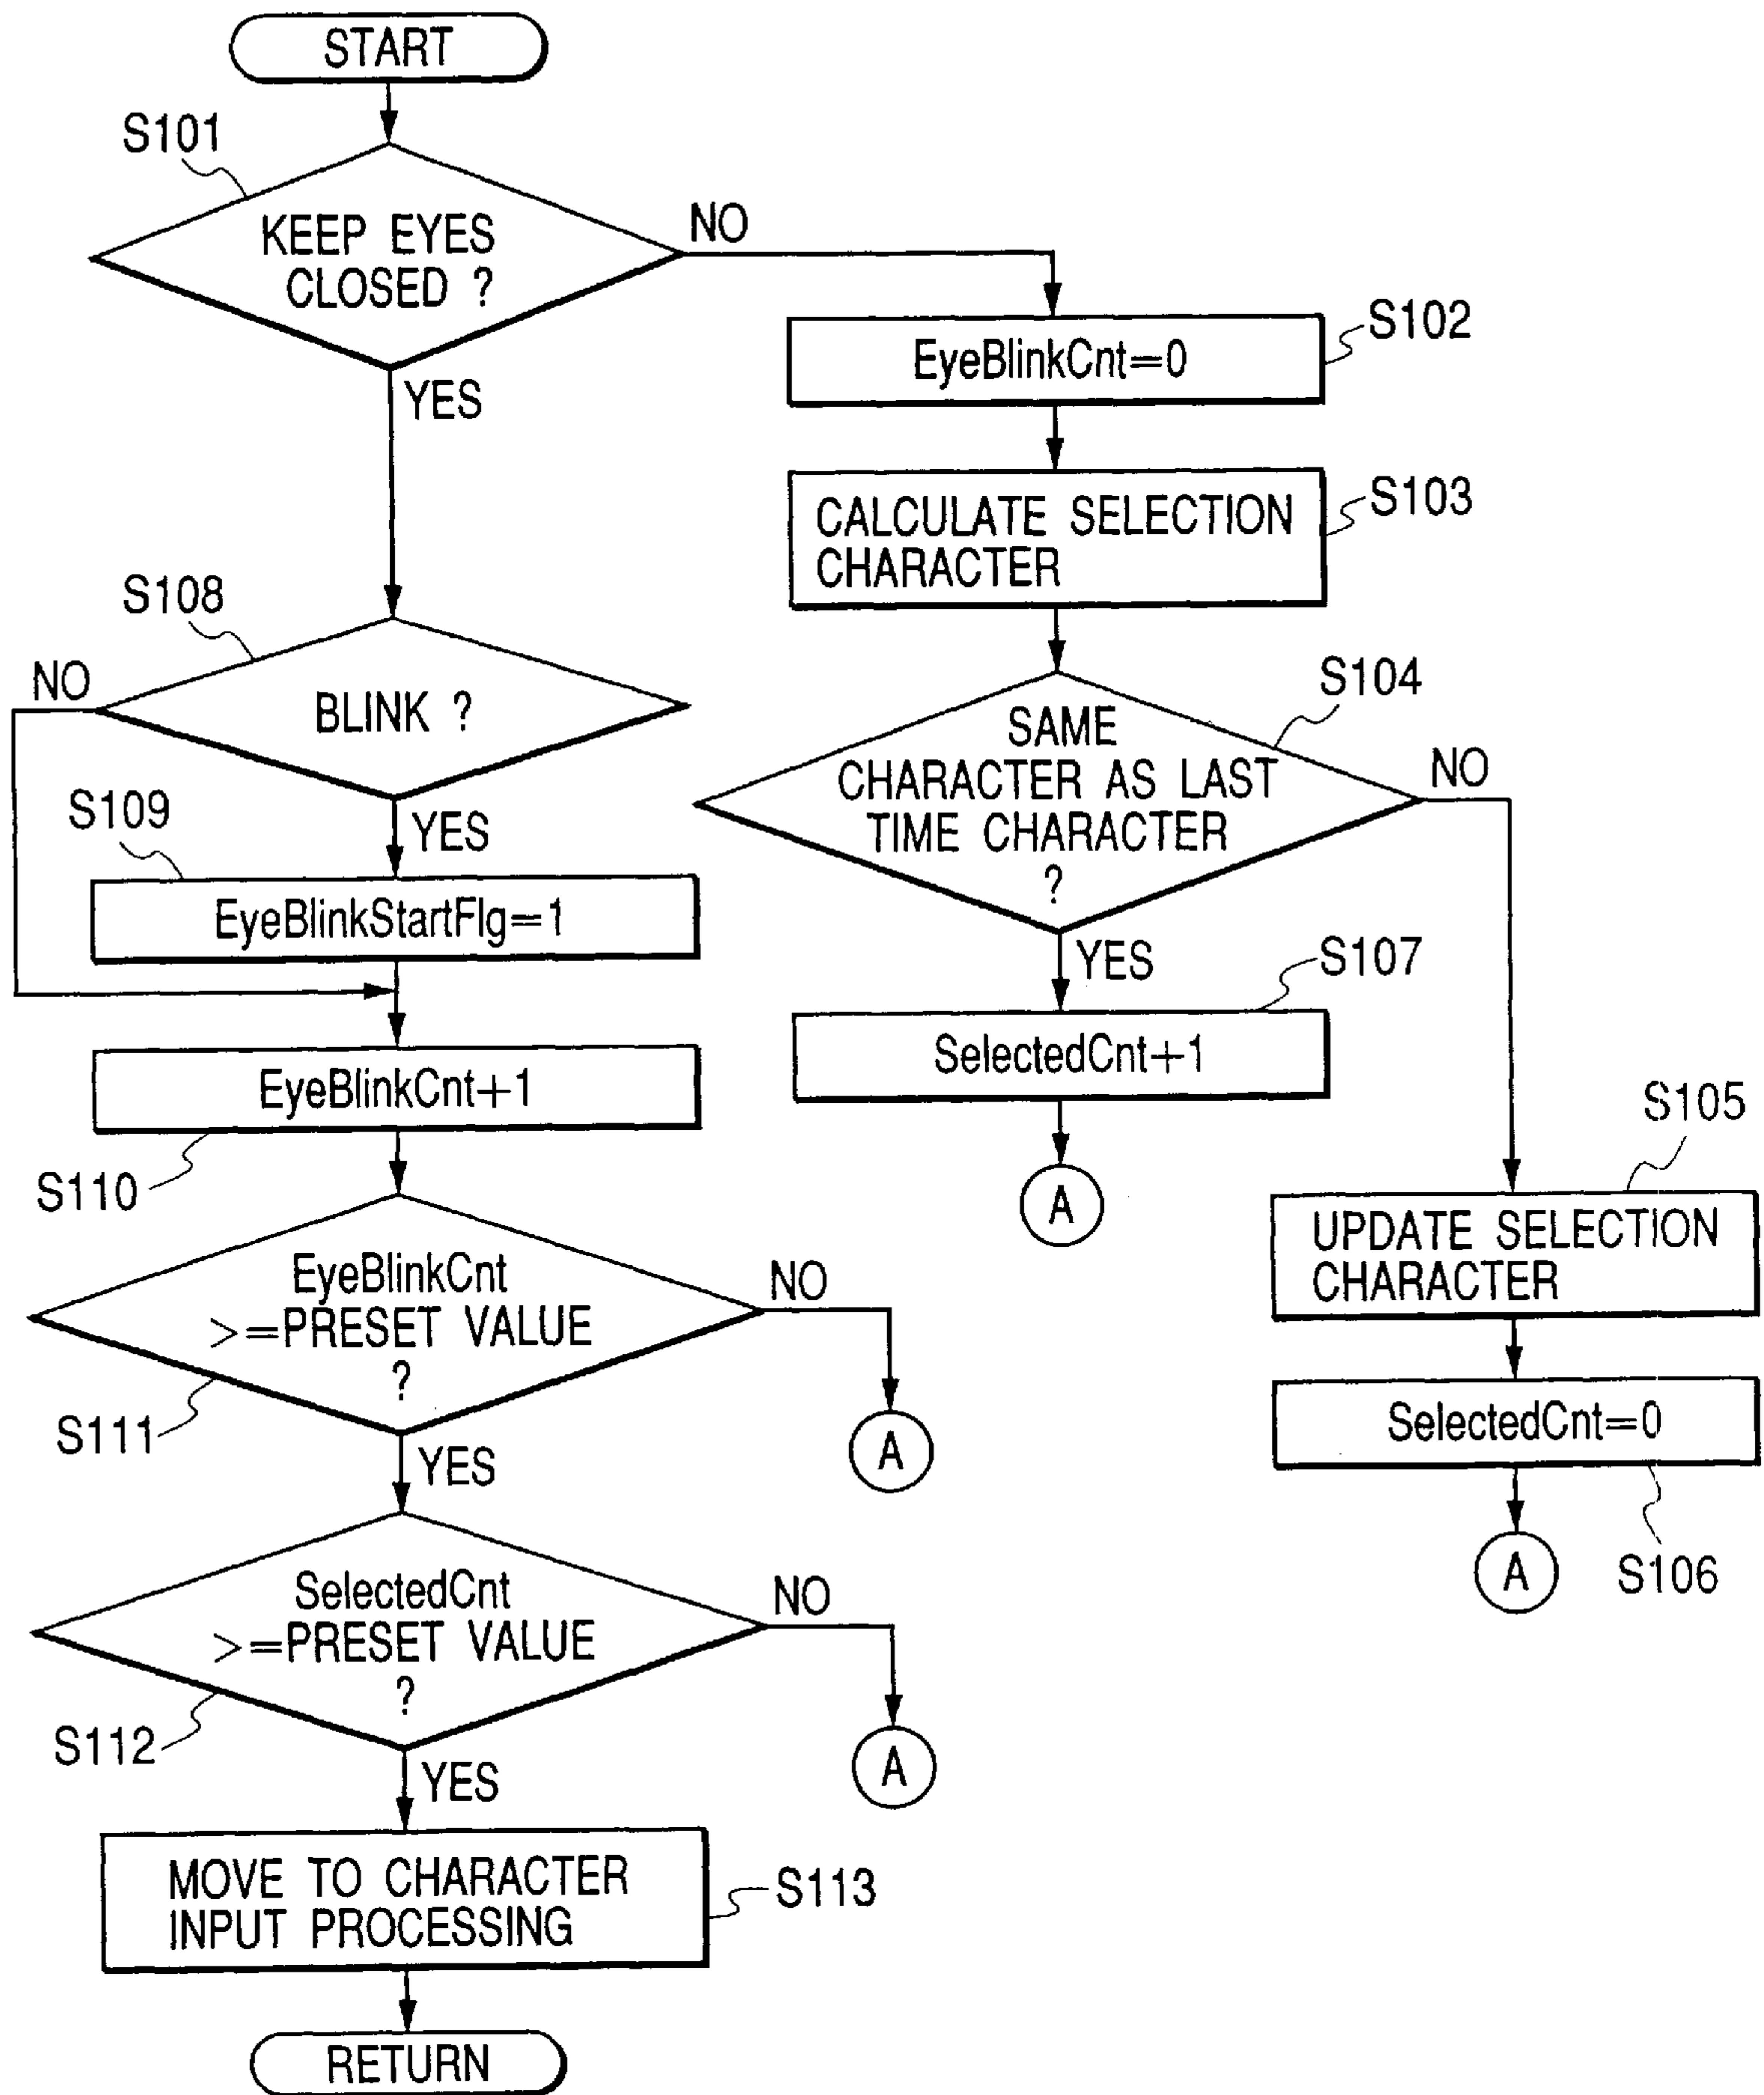 START
S101
KEEP EYES
CLOSED ?
NO
YES
S102
EyeBlinkCnt=0
S103
CALCULATE SELECTION
CHARACTER
S108
NO
BLINK ?
YES
S104
SAME
CHARACTER AS LAST
TIME CHARACTER
?
NO
YES
S109
EyeBlinkStartFlg=1
S107
SelectedCnt+1
A
EyeBlinkCnt+1
S110
S105
UPDATE SELECTION
CHARACTER
SelectedCnt=0
S106
A
EyeBlinkCnt
>=PRESET VALUE
?
NO
A
S111
YES
SelectedCnt
>=PRESET VALUE
?
NO
A
S112
YES
MOVE TO CHARACTER
INPUT PROCESSING
S113
RETURN